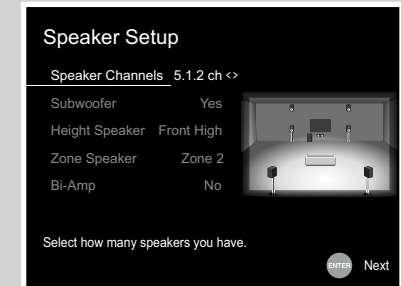 Speaker Setup
Speaker Channels 5.1.2 ch <>
Subwoofer Yes
Height Speaker Front High
Zone Speaker Zone 2
Bi-Amp No
Select how many speakers you have.
ENTER Next